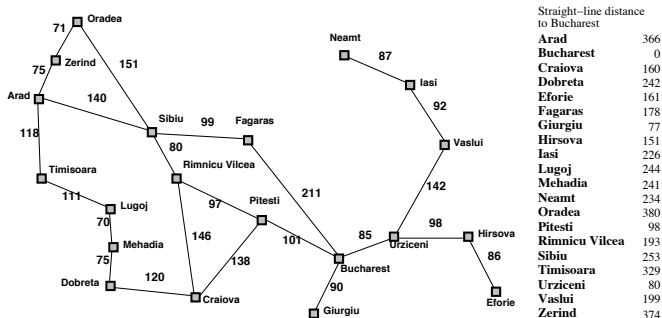 Oradea
71
Zerind
75
151
Arad
140
118
Sibiu
99
Fagaras
80
Rimnicu Vilcea
Timisoara
111
Lugoj
70
Mehadia
75
Dobreta
120
146
97
Pitesti
211
138
101
Craiova
Bucharest
90
Giurgiu
85
Urziceni
Neamt
87
Iasi
92
Vaslui
142
98
Hirsova
86
Eforie
Straight–line distance
to Bucharest
Arad 366
Bucharest 0
Craiova 160
Dobreta 242
Eforie 161
Fagaras 178
Giurgiu 77
Hirsova 151
Iasi 226
Lugoj 244
Mehadia 241
Neamt 234
Oradea 380
Pitesti 98
Rimnicu Vilcea 193
Sibiu 253
Timisoara 329
Urziceni 80
Vaslui 199
Zerind 374